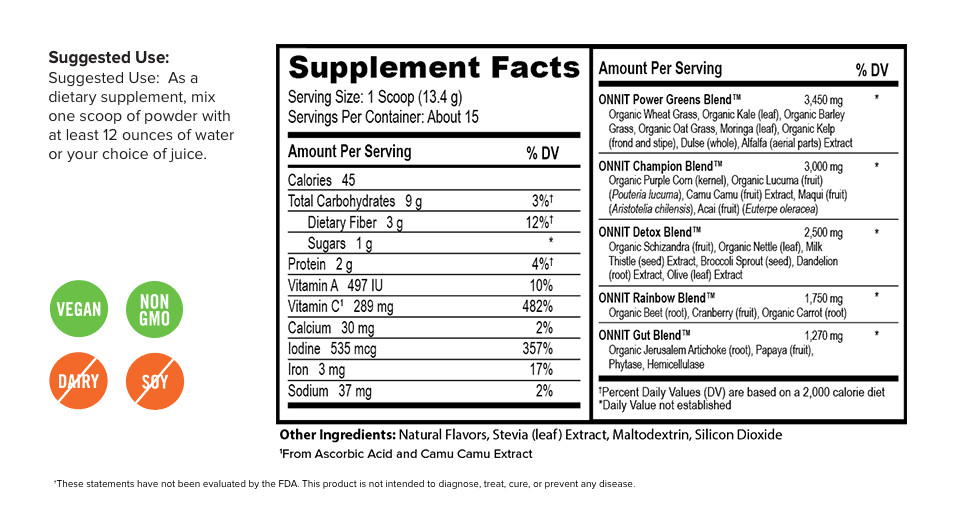 Suggested Use:
Suggested Use:  As a
dietary supplement, mix
one scoop of powder with
at least 12 ounces of water
or your choice of juice.
VEGAN
NON
GMO
DAIRY
SOY
Supplement Facts
Serving Size: 1 Scoop (13.4 g)
Servings Per Container: About 15
Amount Per Serving % DV
Calories 45
Total Carbohydrates 9 g 3%†
Dietary Fiber 3 g 12%†
Sugars 1 g *
Protein 2 g 4%†
Vitamin A 497 IU 10%
Vitamin C¹ 289 mg 482%
Calcium 30 mg 2%
Iodine 535 mcg 357%
Iron 3 mg 17%
Sodium 37 mg 2%
Amount Per Serving % DV
ONNIT Power Greens Blend™ 3,450 mg *
Organic Wheat Grass, Organic Kale (leaf), Organic Barley
Grass, Organic Oat Grass, Moringa (leaf), Organic Kelp
(frond and stipe), Dulse (whole), Alfalfa (aerial parts) Extract
ONNIT Champion Blend™ 3,000 mg *
Organic Purple Corn (kernel), Organic Lucuma (fruit)
(Pouteria lucuma), Camu Camu (fruit) Extract, Maqui (fruit)
(Aristotelia chilensis), Acai (fruit) (Euterpe oleracea)
ONNIT Detox Blend™ 2,500 mg *
Organic Schizandra (fruit), Organic Nettle (leaf), Milk
Thistle (seed) Extract, Broccoli Sprout (seed), Dandelion
(root) Extract, Olive (leaf) Extract
ONNIT Rainbow Blend™ 1,750 mg *
Organic Beet (root), Cranberry (fruit), Organic Carrot (root)
ONNIT Gut Blend™ 1,270 mg *
Organic Jerusalem Artichoke (root), Papaya (fruit),
Phytase, Hemicellulase
†Percent Daily Values (DV) are based on a 2,000 calorie diet
*Daily Value not established
Other Ingredients: Natural Flavors, Stevia (leaf) Extract, Maltodextrin, Silicon Dioxide
¹From Ascorbic Acid and Camu Camu Extract
†These statements have not been evaluated by the FDA. This product is not intended to diagnose, treat, cure, or prevent any disease.